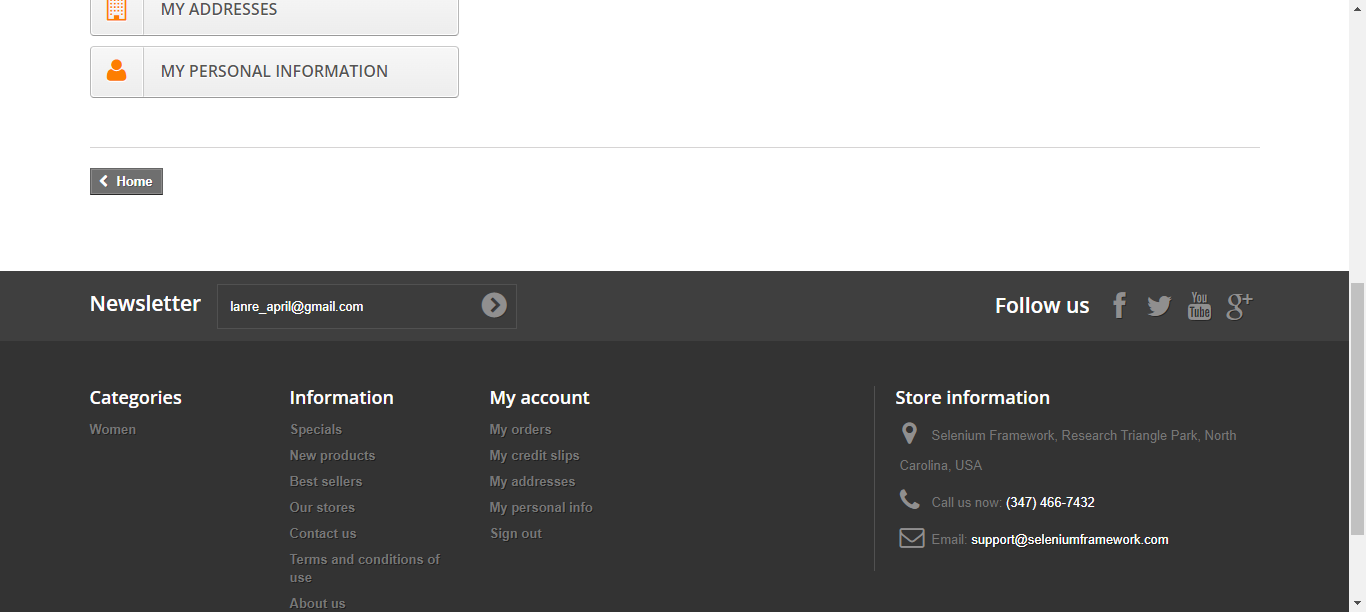 MY ADDRESSES
MY PERSONAL INFORMATION
Home
Newsletter
lanre_april@gmail.com
Follow us
You
Tube
g+
Categories
Women
Information
Specials
New products
Best sellers
Our stores
Contact us
Terms and conditions of
use
About us
My account
My orders
My credit slips
My addresses
My personal info
Sign out
Store information
Selenium Framework, Research Triangle Park, North
Carolina, USA
Call us now: (347) 466-7432
Email: support@seleniumframework.com